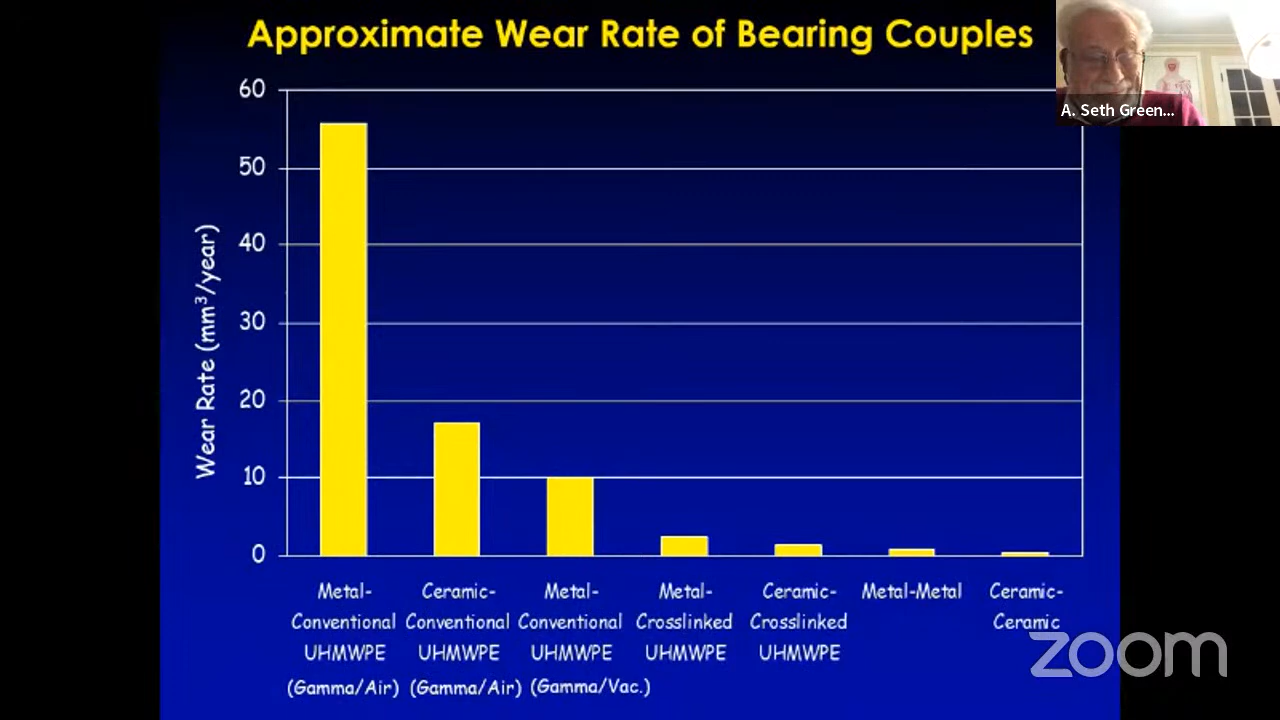 Approximate Wear Rate of Bearing Couples
A. Seth Green...
60
50
40
30
20
10
0
Wear Rate (mm³/year)
Metal-
Conventional
UHMWPE
(Gamma/Air)
Ceramic-
Conventional
UHMWPE
(Gamma/Air)
Metal-
Conventional
UHMWPE
(Gamma/Vac.)
Metal-
Crosslinked
UHMWPE
Ceramic-
Crosslinked
UHMWPE
Metal-Metal
Ceramic-
Ceramic
zoom